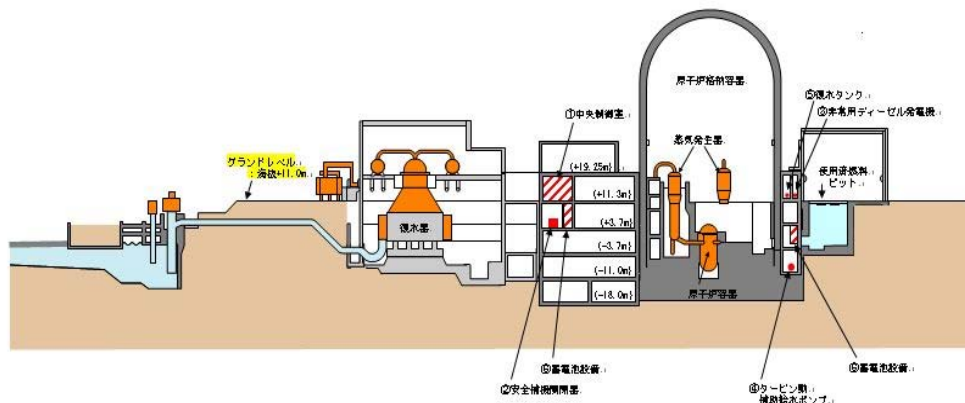 原子炉格納容器
⑤復水タンク
③非常用ディーゼル発電機
①中央制御室
蒸気発生器
グランドレベル
:海抜+11.0m
(+19.25m)
使用済燃料
ピット
(+11.3m)
(+3.7m)
復水器
(-3.7m)
(-11.0m)
原子炉容器
(-18.0m)
⑥蓄電池設備
⑥蓄電池設備
②安全補機開閉器
④タービン動
補助給水ポンプ